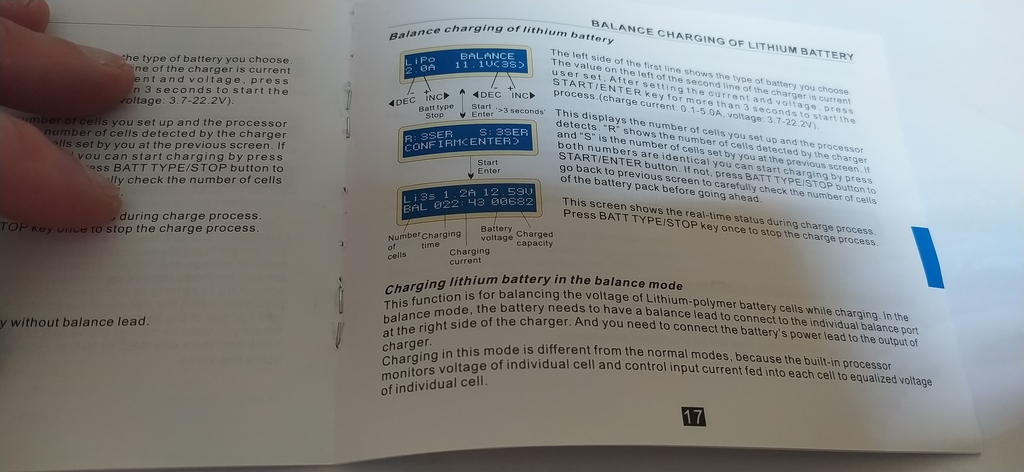 the type of battery you choose.
ne of the charger is current
ent and voltage, press
n 3 seconds to start the
voltage: 3.7-22.2V).
number of cells you set up and the processor
number of cells detected by the charger
ells set by you at the previous screen. If
you can start charging by press
ess BATT TYPE/STOP button to
lly check the number of cells
during charge process.
TOP key once to stop the charge process.
y without balance lead.
BALANCE CHARGING OF LITHIUM BATTERY
Balance charging of lithium battery
LiPo BALANCE
2.0A 11.1V(3S)
- + - +
◄DEC INC► ◄DEC INC►
Batt type Start '>3 seconds'
Stop Enter
R:3SER S:3SER
CONFIRM(ENTER)
Start
Enter
Li3s 1.2A 12.59V
BAL 022:43 00682
Number of cells
Charging time
Charging current
Battery voltage
Charged capacity
The left side of the first line shows the type of battery you choose.
The value on the left of the second line of the charger is current
user set. After setting the current and voltage, press
START/ENTER key for more than 3 seconds to start the
process.(charge current: 0.1-5.0A, voltage: 3.7-22.2V).
This displays the number of cells you set up and the processor
detects. "R" shows the number of cells detected by the charger
and "S" is the number of cells set by you at the previous screen. If
both numbers are identical you can start charging by press
START/ENTER button. If not, press BATT TYPE/STOP button to
go back to previous screen to carefully check the number of cells
of the battery pack before going ahead.
This screen shows the real-time status during charge process.
Press BATT TYPE/STOP key once to stop the charge process.
Charging lithium battery in the balance mode
This function is for balancing the voltage of Lithium-polymer battery cells while charging. In the
balance mode, the battery needs to have a balance lead to connect to the individual balance port
at the right side of the charger. And you need to connect the battery's power lead to the output of
charger.
Charging in this mode is different from the normal modes, because the built-in processor
monitors voltage of individual cell and control input current fed into each cell to equalized voltage
of individual cell.
17